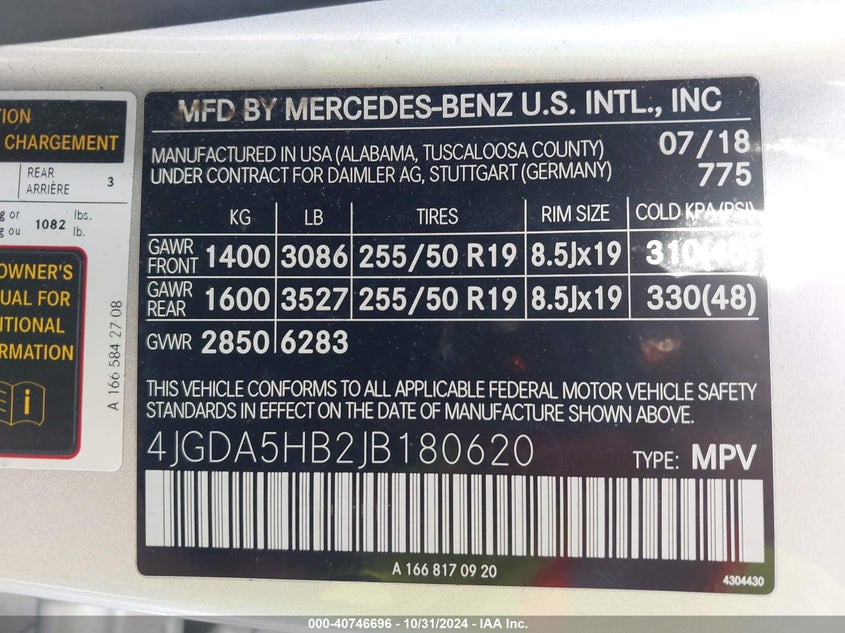 TION
CHARGEMENT
REAR
ARRIÈRE 3
g or 1082 lbs.
g ou lb.
OWNER'S
UAL FOR
ITIONAL
RMATION
A 166 584 27 08
MFD BY MERCEDES-BENZ U.S. INTL., INC
MANUFACTURED IN USA (ALABAMA, TUSCALOOSA COUNTY) 07/18
UNDER CONTRACT FOR DAIMLER AG, STUTTGART (GERMANY) 775
KG LB TIRES RIM SIZE COLD KPA(PSI)
GAWR FRONT 1400 3086 255/50 R19 8.5Jx19
GAWR REAR 1600 3527 255/50 R19 8.5Jx19 330(48)
GVWR 2850 6283
THIS VEHICLE CONFORMS TO ALL APPLICABLE FEDERAL MOTOR VEHICLE SAFETY
STANDARDS IN EFFECT ON THE DATE OF MANUFACTURE SHOWN ABOVE.
4JGDA5HB2JB180620 TYPE: MPV
A 166 817 09 20
4304430
000-40746696 - 10/31/2024 - IAA Inc.